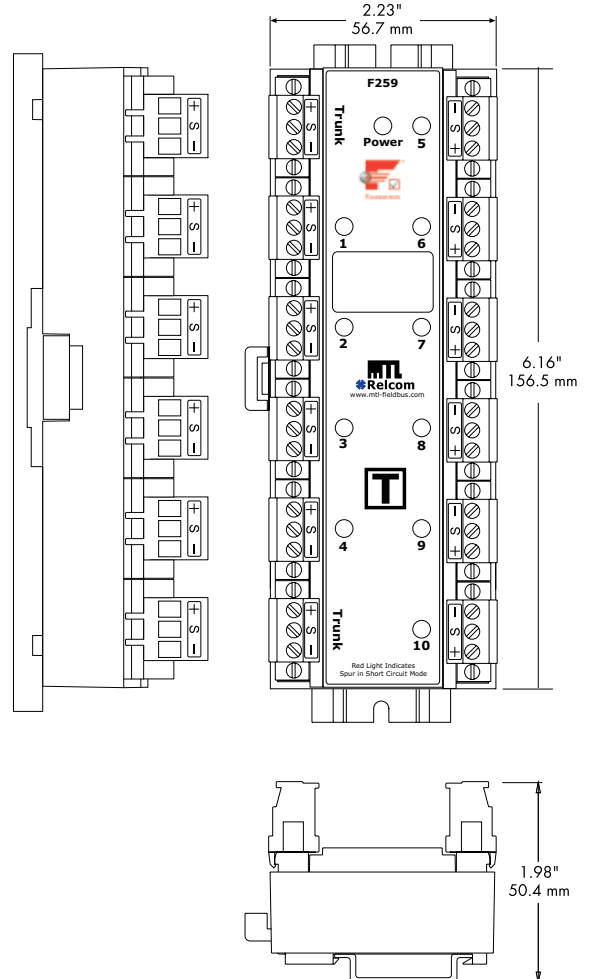 2.23"
56.7 mm
F259
+ S −
+ S −
Trunk
Power
5
− S +
+ S −
+ S −
1
6
− S +
+ S −
+ S −
2
7
− S +
6.16"
156.5 mm
MTL
Relcom
www.mtl-fieldbus.com
+ S −
+ S −
3
8
− S +
T
+ S −
+ S −
4
9
− S +
+ S −
+ S −
Trunk
10
− S +
Red Light Indicates
Spur in Short Circuit Mode
1.98"
50.4 mm